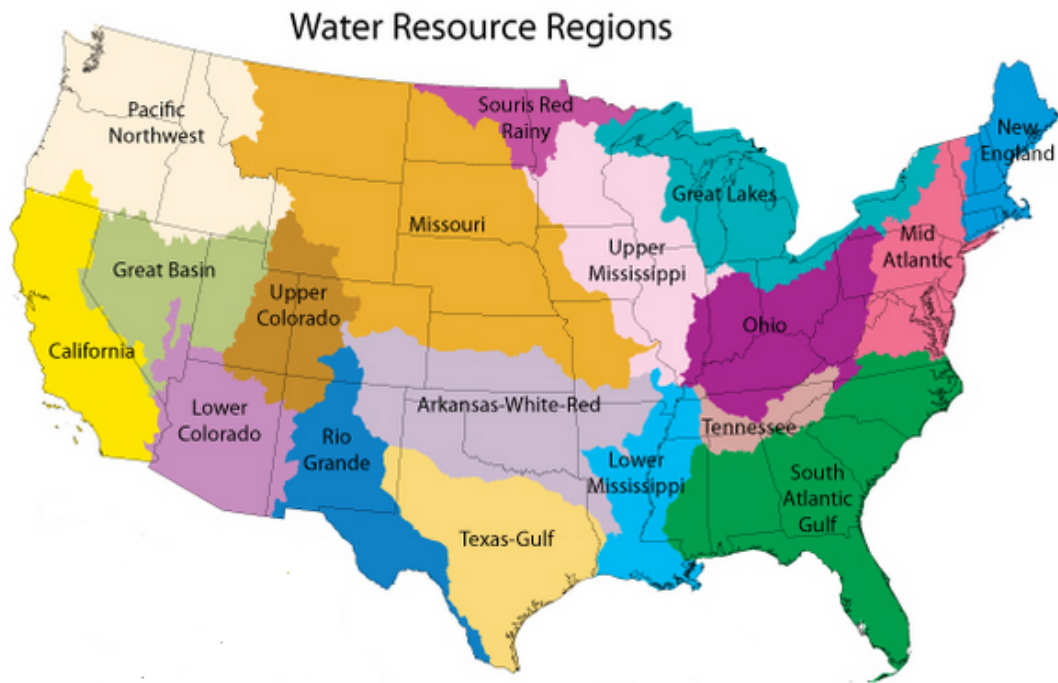 Water Resource Regions
Pacific
Northwest
Souris Red
Rainy
New
England
Great Lakes
Missouri
Mid
Atlantic
Upper
Mississippi
Great Basin
Upper
Colorado
Ohio
California
Arkansas-White-Red
Lower
Colorado
Tennessee
Rio
Grande
Lower
Mississippi
South
Atlantic
Gulf
Texas-Gulf